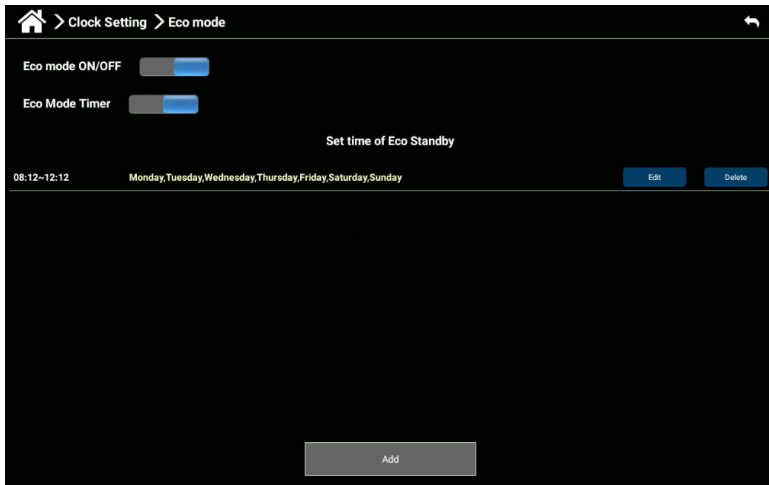 Clock Setting Eco mode
Eco mode ON/OFF
Eco Mode Timer
Set time of Eco Standby
08:12~12:12 Monday,Tuesday,Wednesday,Thursday,Friday,Saturday,Sunday Edit Delete
Add